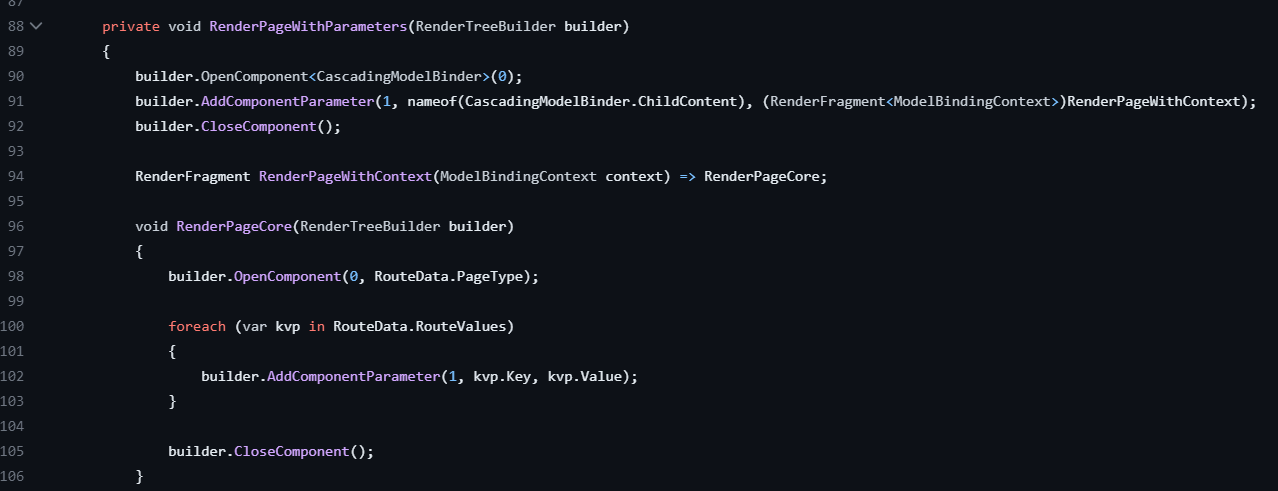 87
88 private void RenderPageWithParameters(RenderTreeBuilder builder)
89 {
90 builder.OpenComponent<CascadingModelBinder>(0);
91 builder.AddComponentParameter(1, nameof(CascadingModelBinder.ChildContent), (RenderFragment<ModelBindingContext>)RenderPageWithContext);
92 builder.CloseComponent();
93
94 RenderFragment RenderPageWithContext(ModelBindingContext context) => RenderPageCore;
95
96 void RenderPageCore(RenderTreeBuilder builder)
97 {
98 builder.OpenComponent(0, RouteData.PageType);
99
100 foreach (var kvp in RouteData.RouteValues)
101 {
102 builder.AddComponentParameter(1, kvp.Key, kvp.Value);
103 }
104
105 builder.CloseComponent();
106 }